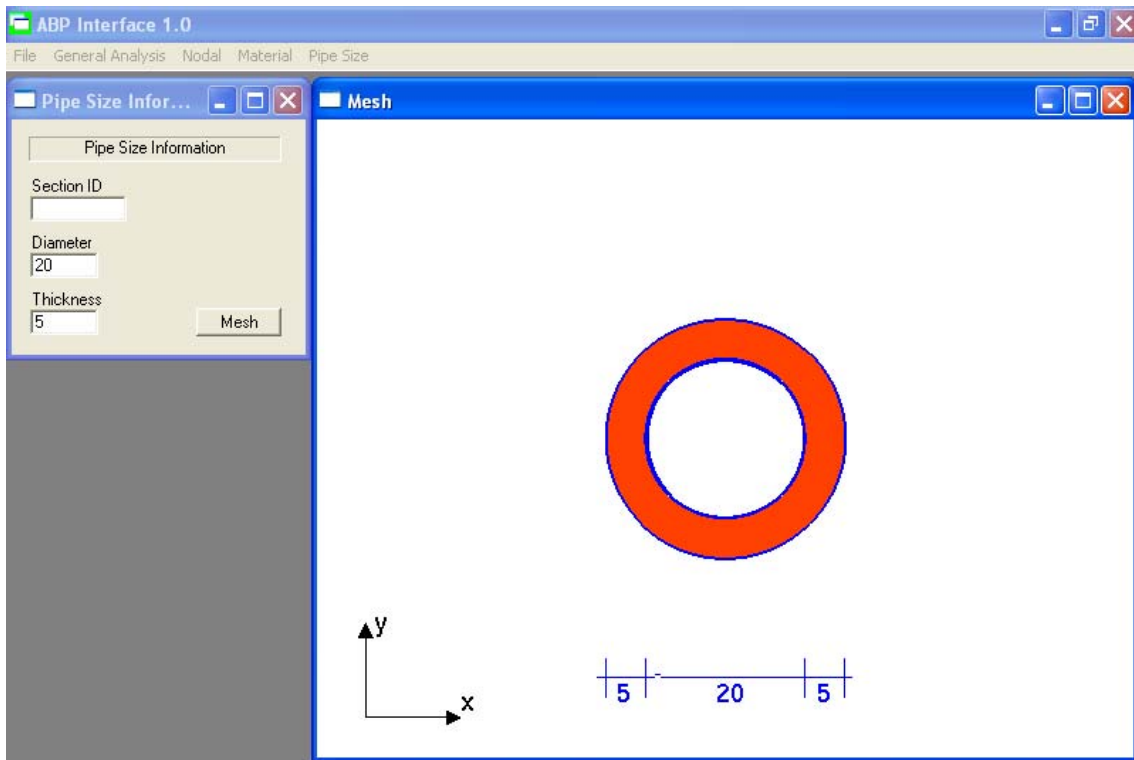 ABP Interface 1.0
File General Analysis Nodal Material Pipe Size
Pipe Size Infor...
Pipe Size Information
Section ID
Diameter
20
Thickness
5
Mesh
Mesh
y
x
5 20 5